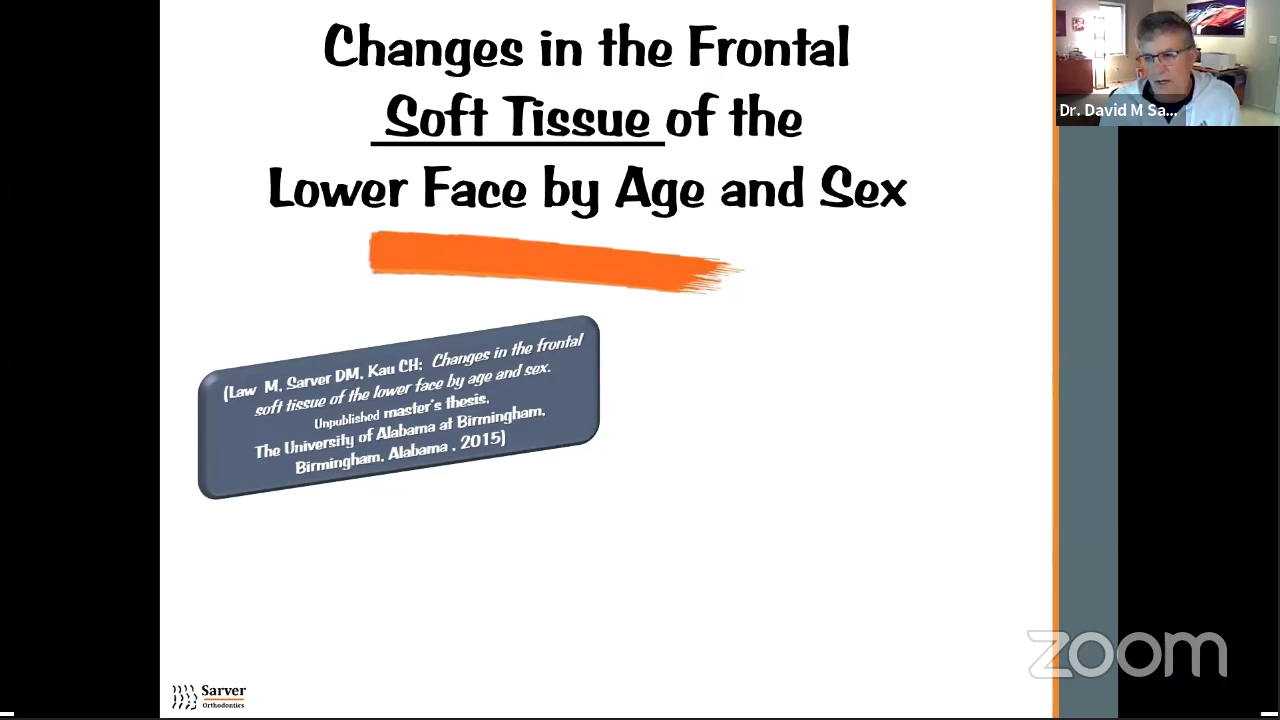 Changes in the Frontal
Soft Tissue of the
Lower Face by Age and Sex
(Law M, Sarver DM, Kau CH: Changes in the frontal
soft tissue of the lower face by age and sex.
Unpublished master's thesis,
The University of Alabama at Birmingham,
Birmingham, Alabama , 2015)
Dr. David M Sa...
zoom
Sarver
Orthodontics